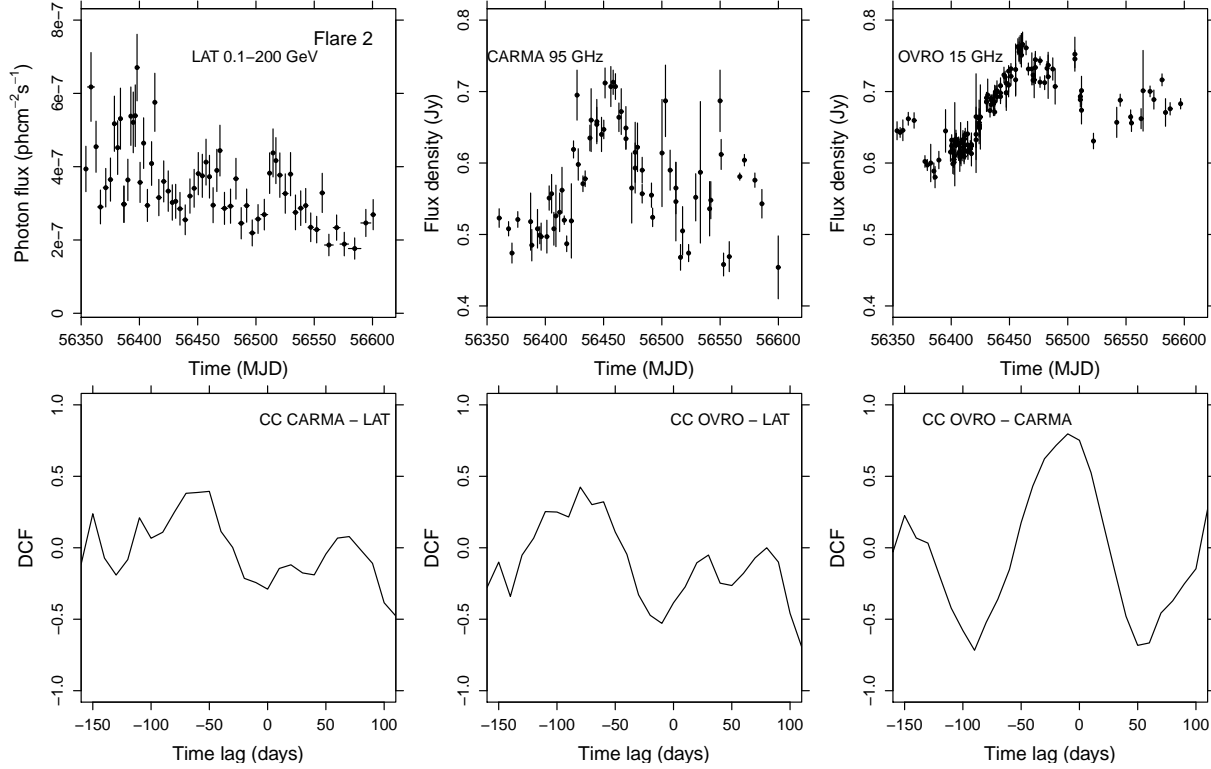 Flare 2
LAT 0.1−200 GeV
Photon flux (phcm−2s−1)
0 2e−7 4e−7 6e−7 8e−7
56350 56400 56450 56500 56550 56600
Time (MJD)
CARMA 95 GHz
Flux density (Jy)
0.4 0.5 0.6 0.7 0.8
56350 56400 56450 56500 56550 56600
Time (MJD)
OVRO 15 GHz
Flux density (Jy)
0.4 0.5 0.6 0.7 0.8
56350 56400 56450 56500 56550 56600
Time (MJD)
CC CARMA − LAT
DCF
−1.0 −0.5 0.0 0.5 1.0
−150 −100 −50 0 50 100
Time lag (days)
CC OVRO − LAT
DCF
−1.0 −0.5 0.0 0.5 1.0
−150 −100 −50 0 50 100
Time lag (days)
CC OVRO − CARMA
DCF
−1.0 −0.5 0.0 0.5 1.0
−150 −100 −50 0 50 100
Time lag (days)